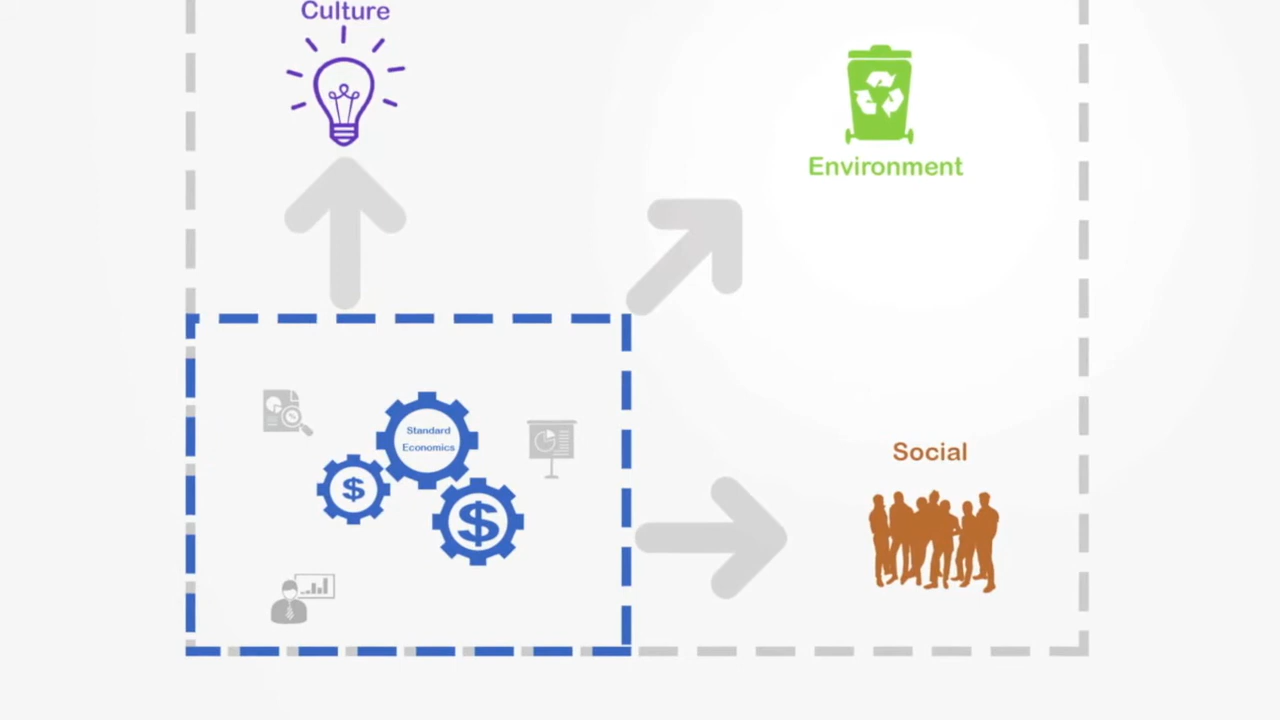 Culture
Environment
Standard
Economics
$
$
Social